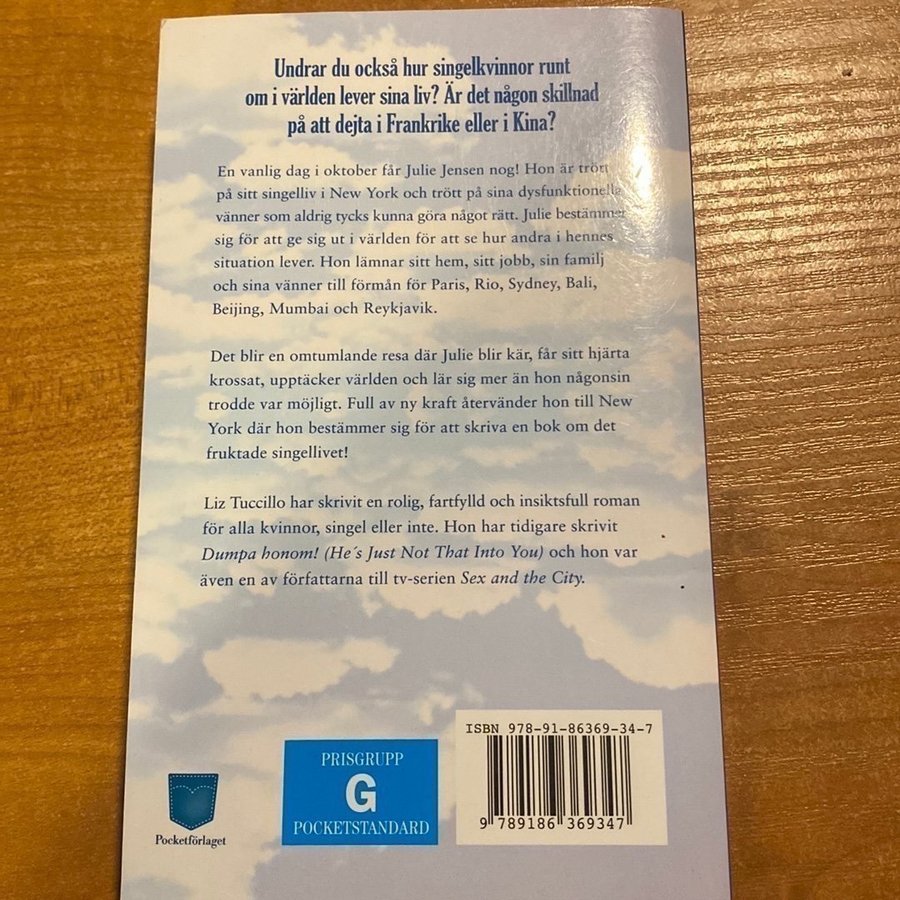 Undrar du också hur singelkvinnor runt
om i världen lever sina liv? Är det någon skillnad
på att dejta i Frankrike eller i Kina?
En vanlig dag i oktober får Julie Jensen nog! Hon är trött
på sitt singelliv i New York och trött på sina dysfunktionella
vänner som aldrig tycks kunna göra något rätt. Julie bestämmer
sig för att ge sig ut i världen för att se hur andra i hennes
situation lever. Hon lämnar sitt hem, sitt jobb, sin familj
och sina vänner till förmån för Paris, Rio, Sydney, Bali,
Beijing, Mumbai och Reykjavik.
Det blir en omtumlande resa där Julie blir kär, får sitt hjärta
krossat, upptäcker världen och lär sig mer än hon någonsin
trodde var möjligt. Full av ny kraft återvänder hon till New
York där hon bestämmer sig för att skriva en bok om det
fruktade singellivet!
Liz Tuccillo har skrivit en rolig, fartfylld och insiktsfull roman
för alla kvinnor, singel eller inte. Hon har tidigare skrivit
Dumpa honom! (He´s Just Not That Into You) och hon var
även en av författarna till tv-serien Sex and the City.
ISBN 978-91-86369-34-7
PRISGRUPP
G
POCKETSTANDARD
9 789186 369347
Pocketförlaget